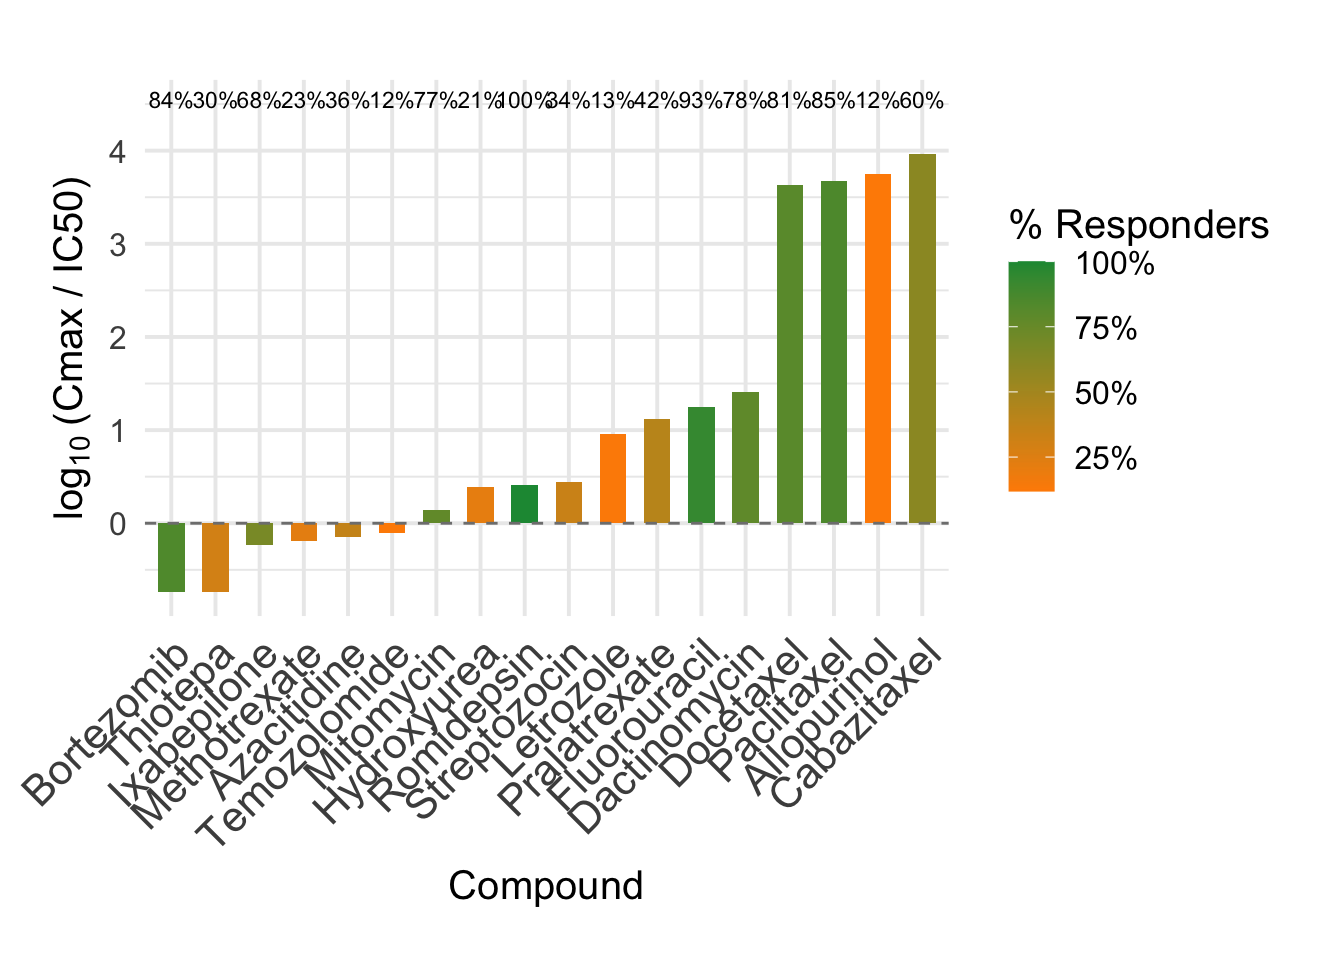 84% 30% 68% 23% 36% 12% 77% 21% 100% 34% 13% 42% 93% 78% 81% 85% 12% 60%
log10 (Cmax / IC50)
4
3
2
1
0
Bortezomib
Thiotepa
Ixabepilone
Methotrexate
Azacitidine
Temozolomide
Mitomycin
Hydroxyurea
Romidepsin
Streptozocin
Letrozole
Pralatrexate
Fluorouracil
Dactinomycin
Docetaxel
Paclitaxel
Allopurinol
Cabazitaxel
Compound
% Responders
100%
75%
50%
25%